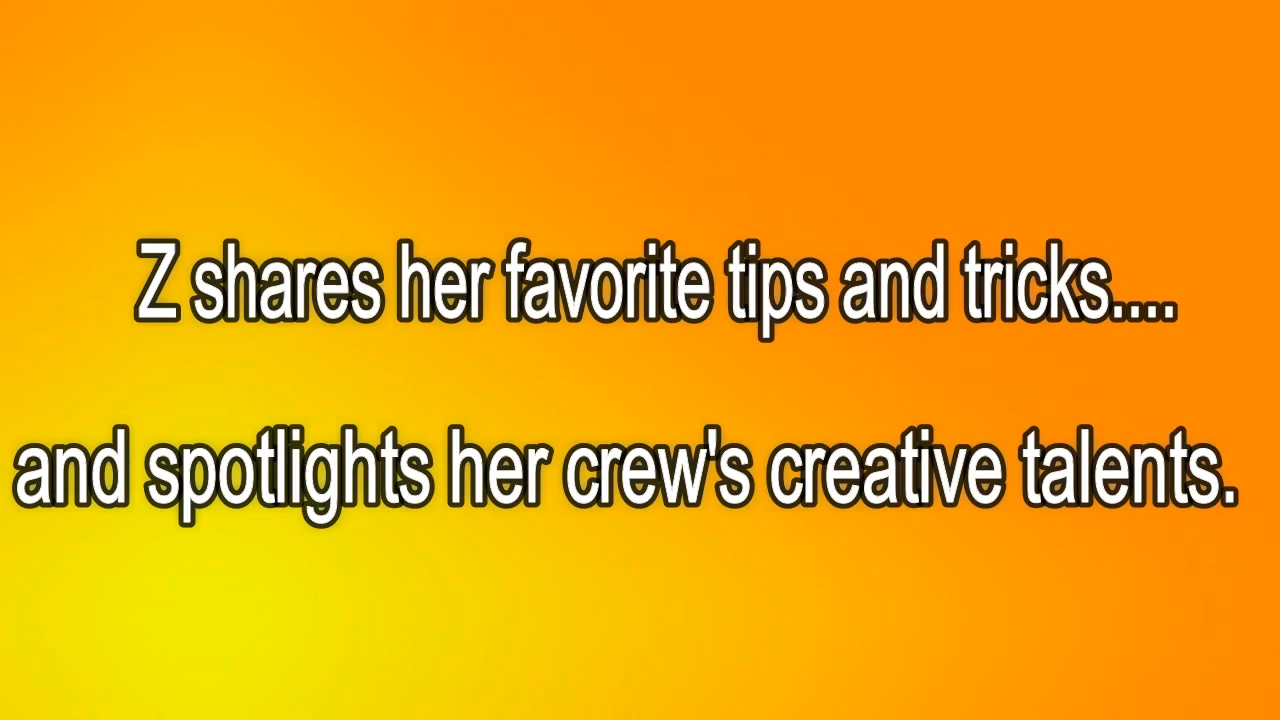 Z shares her favorite tips and tricks....
and spotlights her crew's creative talents.